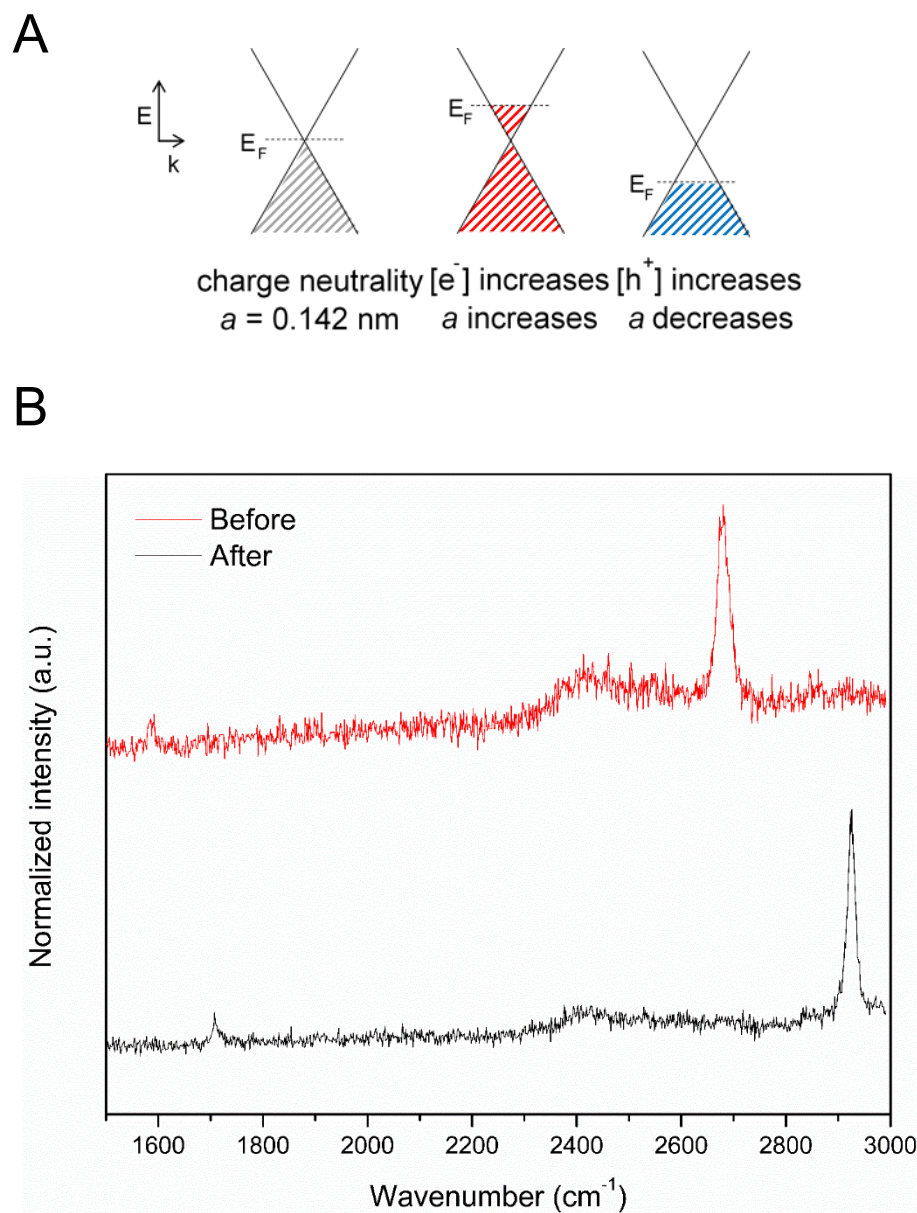 A
E
k
E_F
E_F
E_F
charge neutrality [e⁻] increases [h⁺] increases
a = 0.142 nm a increases a decreases
B
Before
After
Normalized intensity (a.u.)
1600 1800 2000 2200 2400 2600 2800 3000
Wavenumber (cm⁻¹)